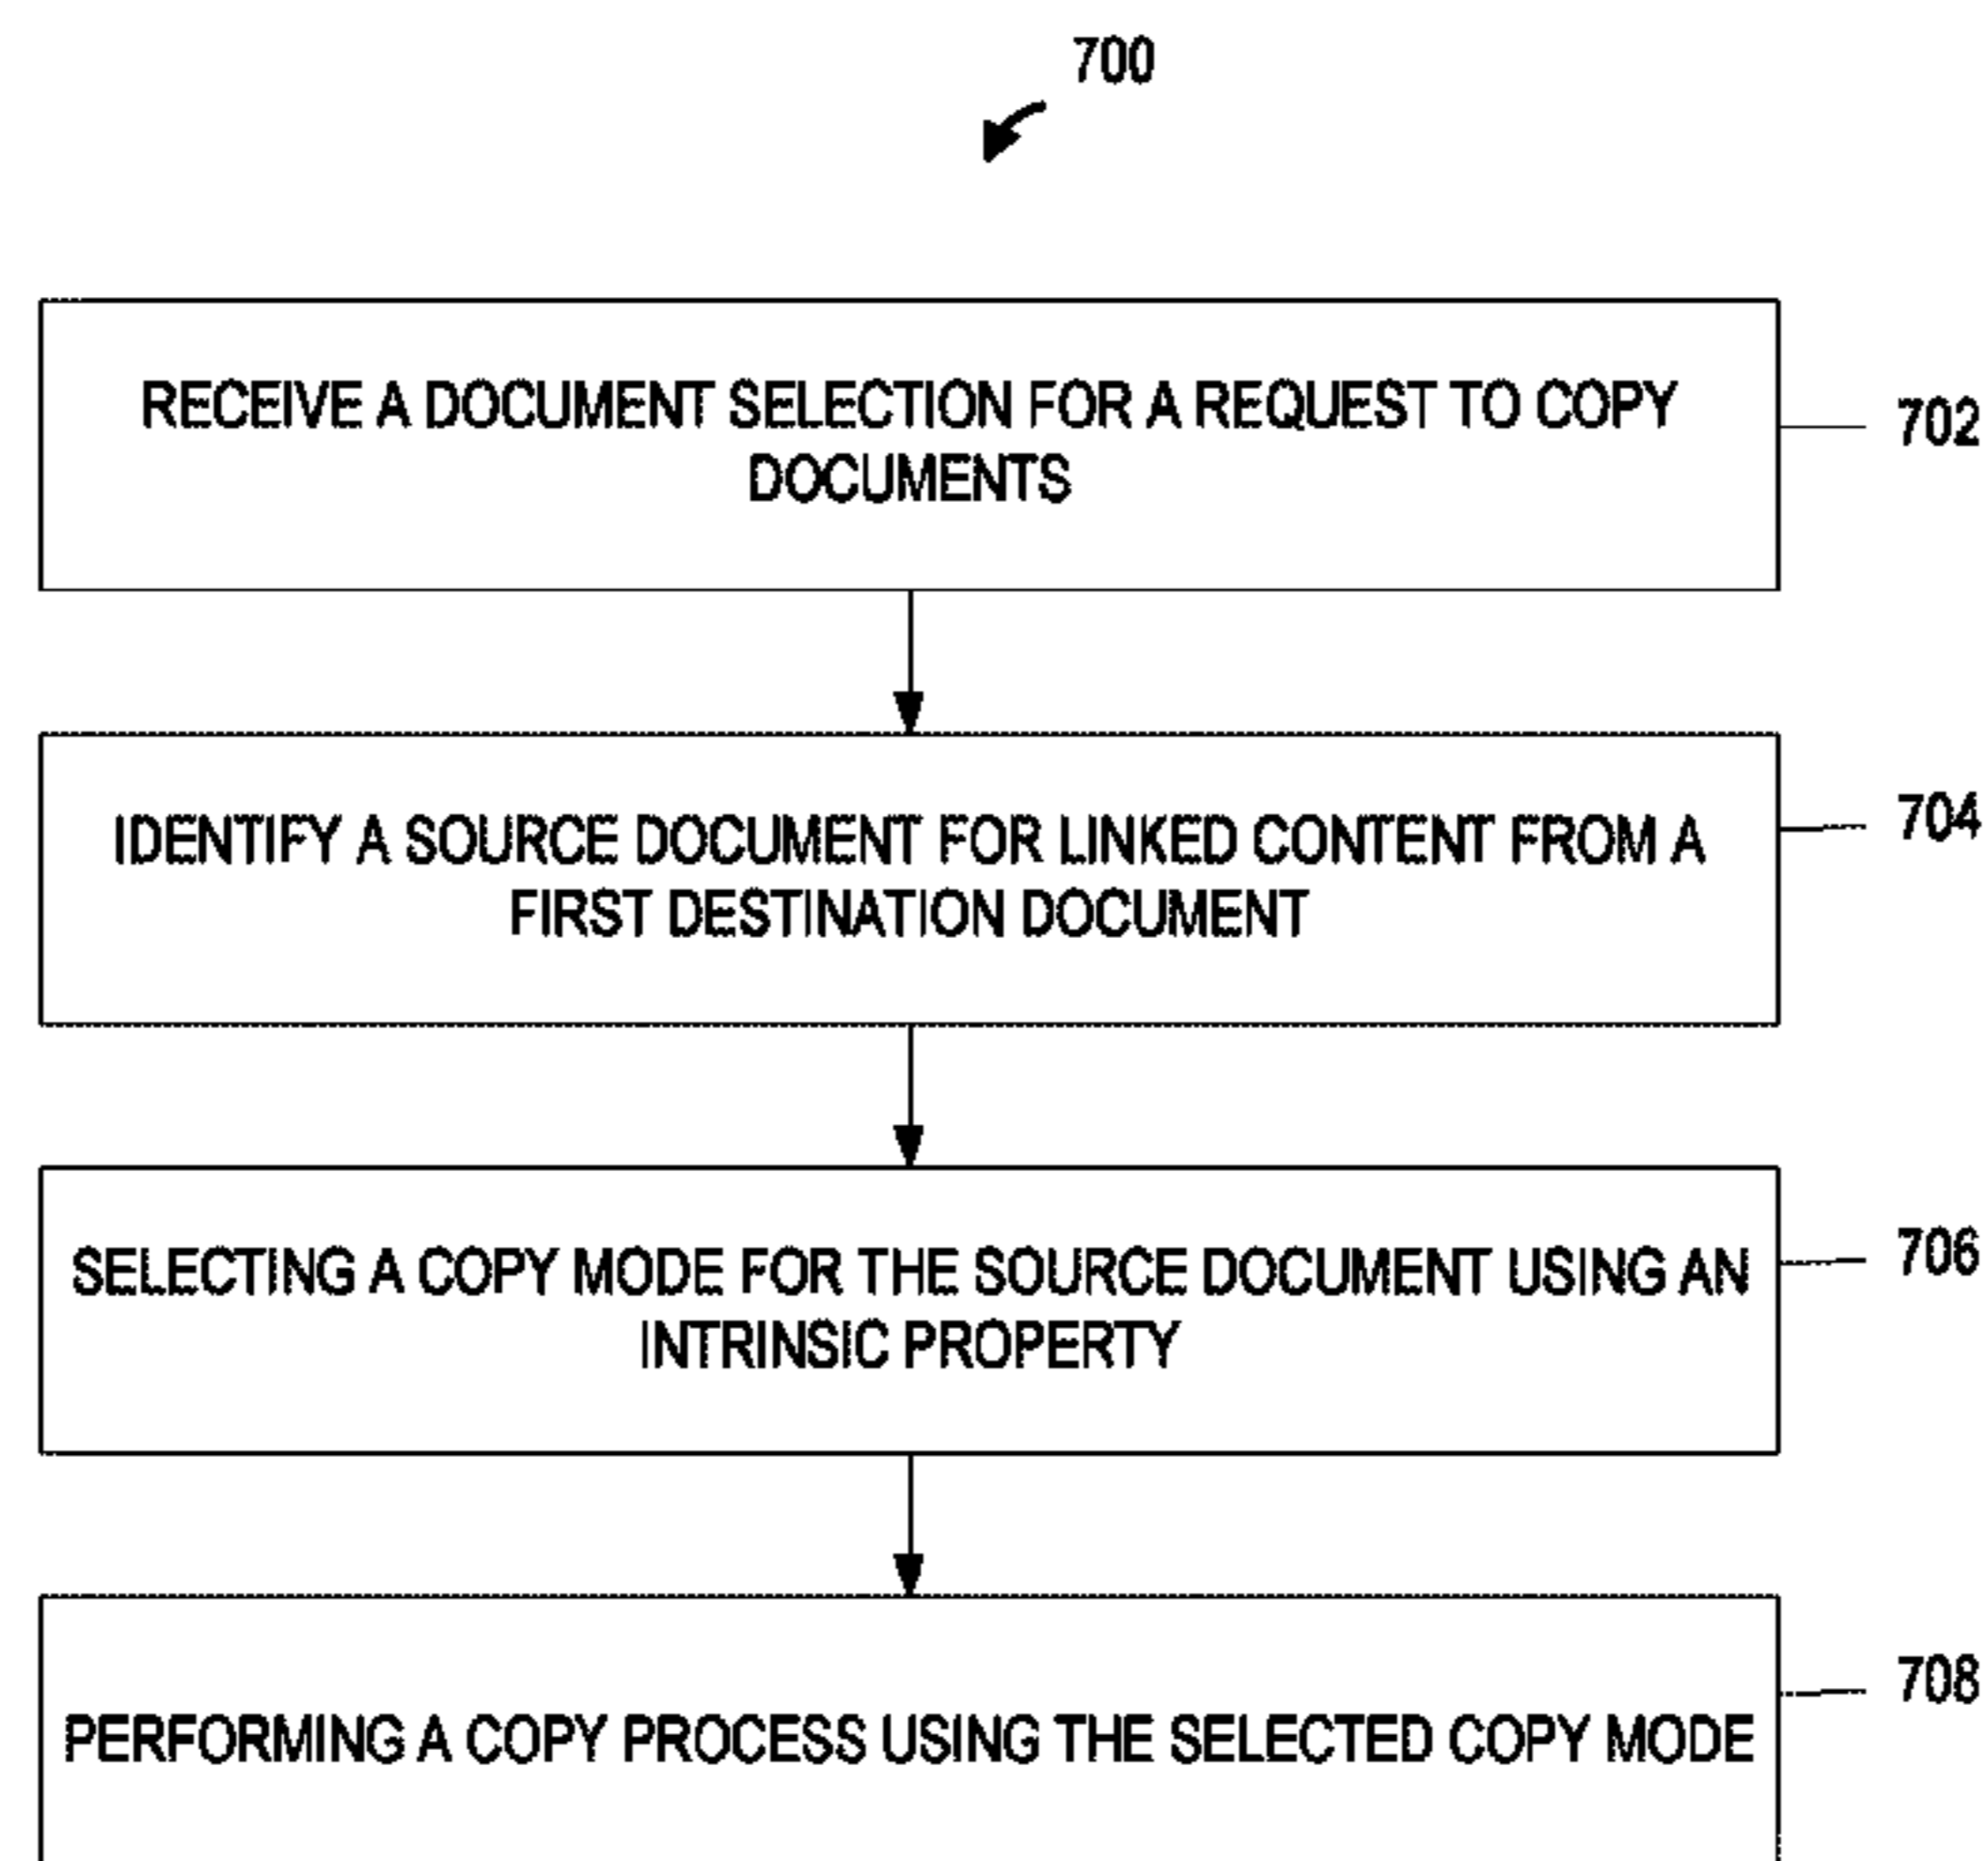 700
RECEIVE A DOCUMENT SELECTION FOR A REQUEST TO COPY
DOCUMENTS
702
IDENTIFY A SOURCE DOCUMENT FOR LINKED CONTENT FROM A
FIRST DESTINATION DOCUMENT
704
SELECTING A COPY MODE FOR THE SOURCE DOCUMENT USING AN
INTRINSIC PROPERTY
706
PERFORMING A COPY PROCESS USING THE SELECTED COPY MODE
708